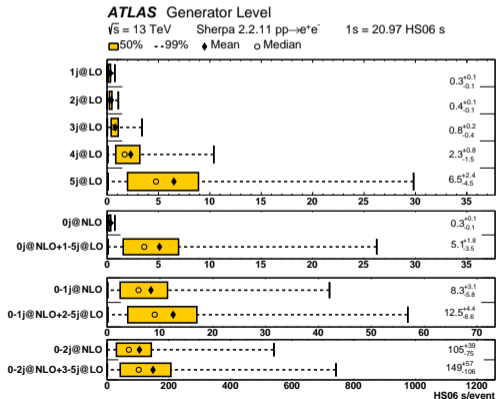 ATLAS Generator Level
√s = 13 TeV Sherpa 2.2.11 pp→e⁺e⁻ 1s = 20.97 HS06 s
50% 99% Mean Median
1j@LO 0.3 +0.1 -0.1
2j@LO 0.4 +0.1 -0.1
3j@LO 0.8 +0.2 -0.4
4j@LO 2.3 +0.8 -1.5
5j@LO 6.5 +2.4 -4.5
0 5 10 15 20 25 30 35
0j@NLO 0.3 +0.1 -0.1
0j@NLO+1-5j@LO 5.1 +1.8 -3.5
0 5 10 15 20 25 30 35
0-1j@NLO 8.3 +3.1 -5.8
0-1j@NLO+2-5j@LO 12.5 +4.4 -8.6
0 10 20 30 40 50 60 70
0-2j@NLO 105 +39 -75
0-2j@NLO+3-5j@LO 149 +57 -106
0 200 400 600 800 1000 1200
HS06 s/event